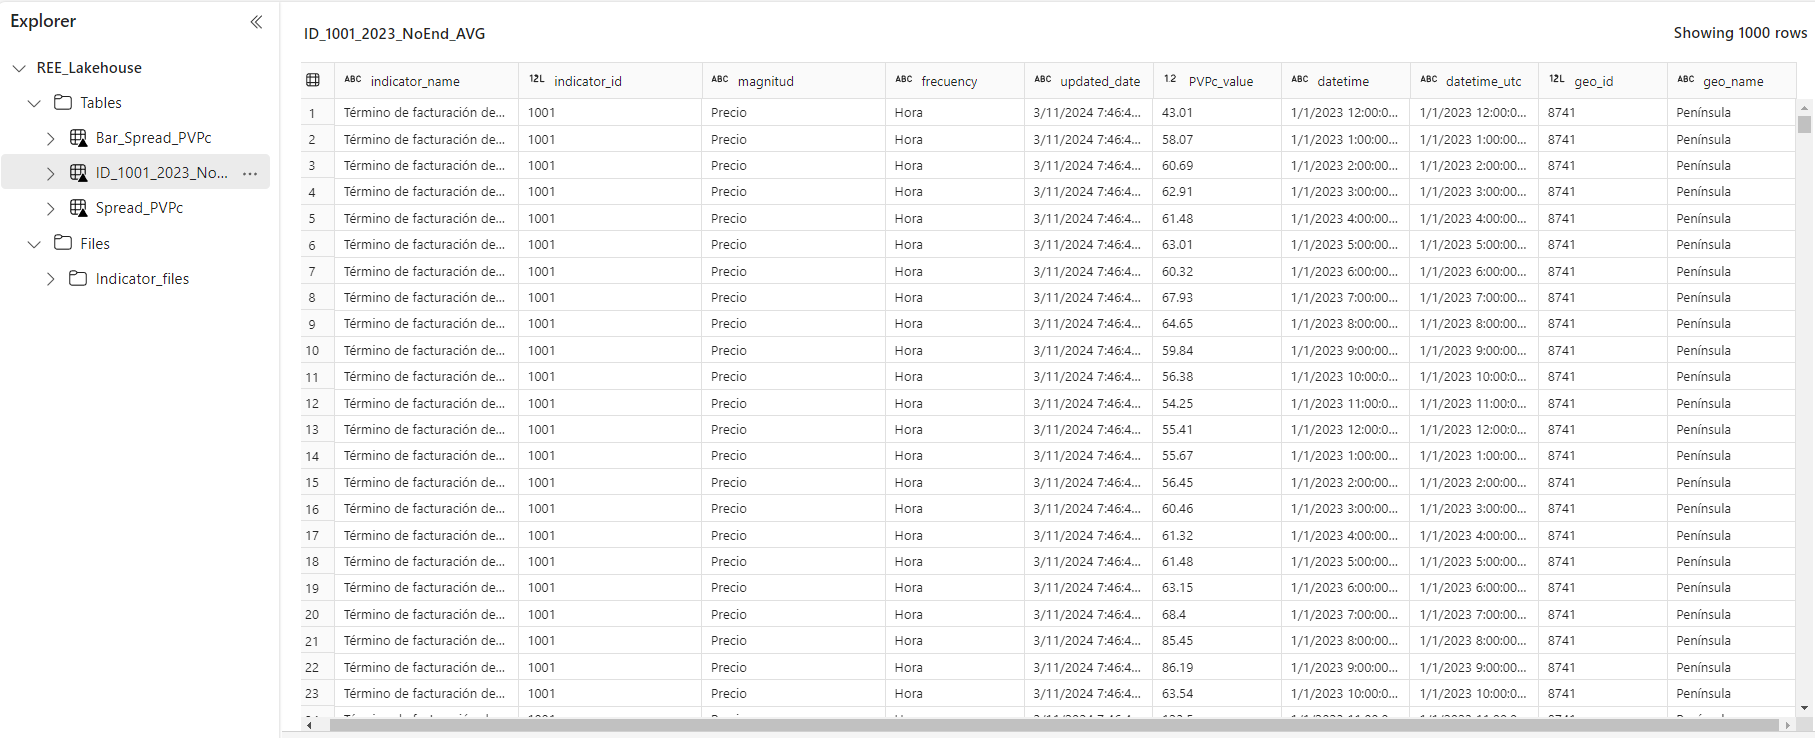 Explorer
REE_Lakehouse
Tables
Bar_Spread_PVPc
ID_1001_2023_No...
Spread_PVPc
Files
Indicator_files
ID_1001_2023_NoEnd_AVG
Showing 1000 rows
ABC indicator_name 12L indicator_id ABC magnitud ABC frecuency ABC updated_date 1.2 PVPc_value ABC datetime ABC datetime_utc 12L geo_id ABC geo_name
1 Término de facturación de... 1001 Precio Hora 3/11/2024 7:46:4... 43.01 1/1/2023 12:00:0... 1/1/2023 12:00:0... 8741 Península
2 Término de facturación de... 1001 Precio Hora 3/11/2024 7:46:4... 58.07 1/1/2023 1:00:00... 1/1/2023 1:00:00... 8741 Península
3 Término de facturación de... 1001 Precio Hora 3/11/2024 7:46:4... 60.69 1/1/2023 2:00:00... 1/1/2023 2:00:00... 8741 Península
4 Término de facturación de... 1001 Precio Hora 3/11/2024 7:46:4... 62.91 1/1/2023 3:00:00... 1/1/2023 3:00:00... 8741 Península
5 Término de facturación de... 1001 Precio Hora 3/11/2024 7:46:4... 61.48 1/1/2023 4:00:00... 1/1/2023 4:00:00... 8741 Península
6 Término de facturación de... 1001 Precio Hora 3/11/2024 7:46:4... 63.01 1/1/2023 5:00:00... 1/1/2023 5:00:00... 8741 Península
7 Término de facturación de... 1001 Precio Hora 3/11/2024 7:46:4... 60.32 1/1/2023 6:00:00... 1/1/2023 6:00:00... 8741 Península
8 Término de facturación de... 1001 Precio Hora 3/11/2024 7:46:4... 67.93 1/1/2023 7:00:00... 1/1/2023 7:00:00... 8741 Península
9 Término de facturación de... 1001 Precio Hora 3/11/2024 7:46:4... 64.65 1/1/2023 8:00:00... 1/1/2023 8:00:00... 8741 Península
10 Término de facturación de... 1001 Precio Hora 3/11/2024 7:46:4... 59.84 1/1/2023 9:00:00... 1/1/2023 9:00:00... 8741 Península
11 Término de facturación de... 1001 Precio Hora 3/11/2024 7:46:4... 56.38 1/1/2023 10:00:0... 1/1/2023 10:00:0... 8741 Península
12 Término de facturación de... 1001 Precio Hora 3/11/2024 7:46:4... 54.25 1/1/2023 11:00:0... 1/1/2023 11:00:0... 8741 Península
13 Término de facturación de... 1001 Precio Hora 3/11/2024 7:46:4... 55.41 1/1/2023 12:00:0... 1/1/2023 12:00:0... 8741 Península
14 Término de facturación de... 1001 Precio Hora 3/11/2024 7:46:4... 55.67 1/1/2023 1:00:00... 1/1/2023 1:00:00... 8741 Península
15 Término de facturación de... 1001 Precio Hora 3/11/2024 7:46:4... 56.45 1/1/2023 2:00:00... 1/1/2023 2:00:00... 8741 Península
16 Término de facturación de... 1001 Precio Hora 3/11/2024 7:46:4... 60.46 1/1/2023 3:00:00... 1/1/2023 3:00:00... 8741 Península
17 Término de facturación de... 1001 Precio Hora 3/11/2024 7:46:4... 61.32 1/1/2023 4:00:00... 1/1/2023 4:00:00... 8741 Península
18 Término de facturación de... 1001 Precio Hora 3/11/2024 7:46:4... 61.48 1/1/2023 5:00:00... 1/1/2023 5:00:00... 8741 Península
19 Término de facturación de... 1001 Precio Hora 3/11/2024 7:46:4... 63.15 1/1/2023 6:00:00... 1/1/2023 6:00:00... 8741 Península
20 Término de facturación de... 1001 Precio Hora 3/11/2024 7:46:4... 68.4 1/1/2023 7:00:00... 1/1/2023 7:00:00... 8741 Península
21 Término de facturación de... 1001 Precio Hora 3/11/2024 7:46:4... 85.45 1/1/2023 8:00:00... 1/1/2023 8:00:00... 8741 Península
22 Término de facturación de... 1001 Precio Hora 3/11/2024 7:46:4... 86.19 1/1/2023 9:00:00... 1/1/2023 9:00:00... 8741 Península
23 Término de facturación de... 1001 Precio Hora 3/11/2024 7:46:4... 63.54 1/1/2023 10:00:0... 1/1/2023 10:00:0... 8741 Península